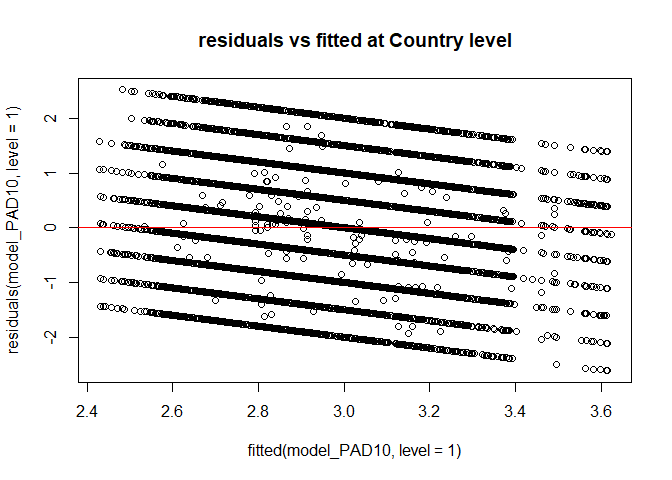 residuals vs fitted at Country level
residuals(model_PAD10, level = 1)
2
1
0
-1
-2
2.4 2.6 2.8 3.0 3.2 3.4 3.6
fitted(model_PAD10, level = 1)